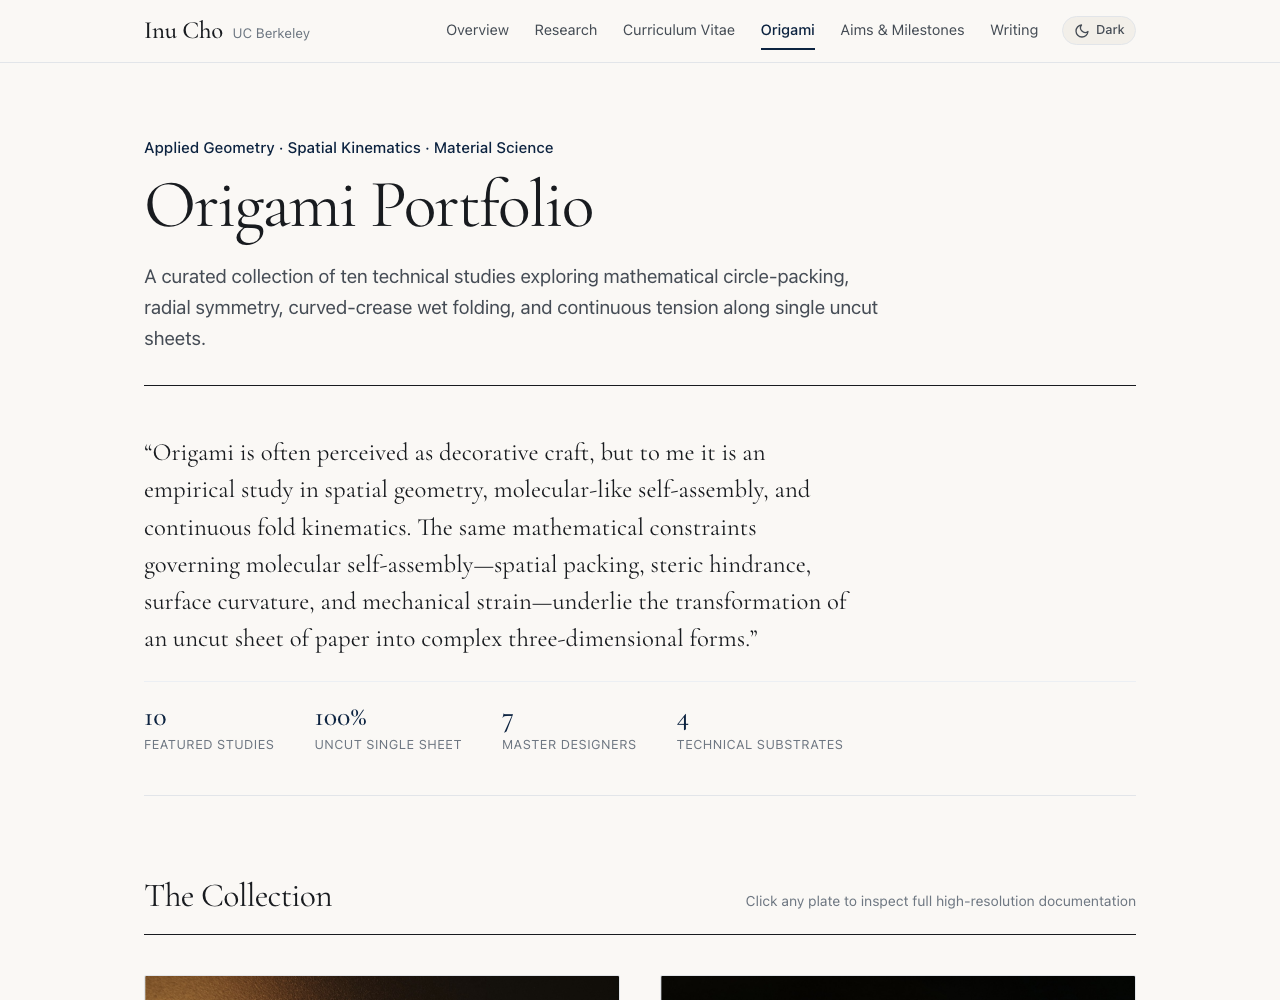 Inu Cho UC Berkeley Overview Research Curriculum Vitae Origami Aims & Milestones Writing Dark
Applied Geometry · Spatial Kinematics · Material Science
Origami Portfolio
A curated collection of ten technical studies exploring mathematical circle-packing,
radial symmetry, curved-crease wet folding, and continuous tension along single uncut
sheets.
“Origami is often perceived as decorative craft, but to me it is an
empirical study in spatial geometry, molecular-like self-assembly, and
continuous fold kinematics. The same mathematical constraints
governing molecular self-assembly—spatial packing, steric hindrance,
surface curvature, and mechanical strain—underlie the transformation of
an uncut sheet of paper into complex three-dimensional forms.”
10 100% 7 4
FEATURED STUDIES UNCUT SINGLE SHEET MASTER DESIGNERS TECHNICAL SUBSTRATES
The Collection Click any plate to inspect full high-resolution documentation